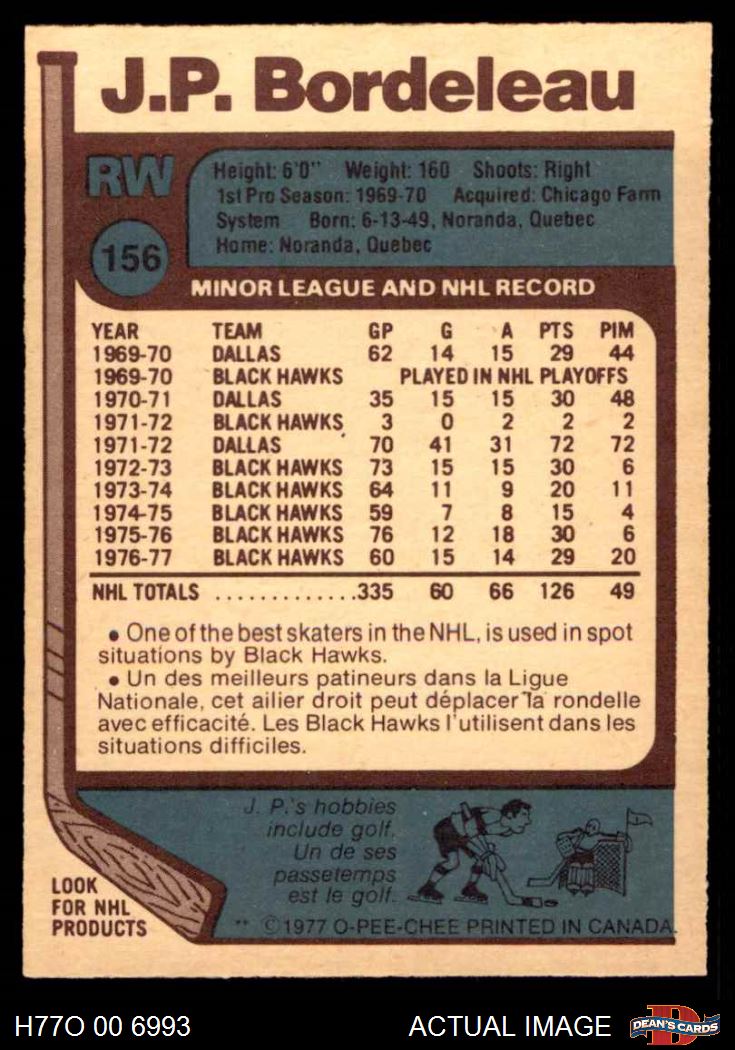 J.P. Bordeleau
RW
156
Height: 6'0" Weight: 160 Shoots: Right
1st Pro Season: 1969-70 Acquired: Chicago Farm
System Born: 6-13-49, Noranda, Quebec
Home: Noranda, Quebec
MINOR LEAGUE AND NHL RECORD
YEAR TEAM GP G A PTS PIM
1969-70 DALLAS 62 14 15 29 44
1969-70 BLACK HAWKS PLAYED IN NHL PLAYOFFS
1970-71 DALLAS 35 15 15 30 48
1971-72 BLACK HAWKS 3 0 2 2 2
1971-72 DALLAS 70 41 31 72 72
1972-73 BLACK HAWKS 73 15 15 30 6
1973-74 BLACK HAWKS 64 11 9 20 11
1974-75 BLACK HAWKS 59 7 8 15 4
1975-76 BLACK HAWKS 76 12 18 30 6
1976-77 BLACK HAWKS 60 15 14 29 20
NHL TOTALS .............335 60 66 126 49
• One of the best skaters in the NHL, is used in spot
situations by Black Hawks.
• Un des meilleurs patineurs dans la Ligue
Nationale, cet ailier droit peut déplacer la rondelle
avec efficacité. Les Black Hawks l'utilisent dans les
situations difficiles.
J. P.'s hobbies
include golf.
Un de ses
passetemps
est le golf.
LOOK
FOR NHL
PRODUCTS
** © 1977 O-PEE-CHEE PRINTED IN CANADA.
H77O 00 6993
ACTUAL IMAGE
D
DEAN'S CARDS